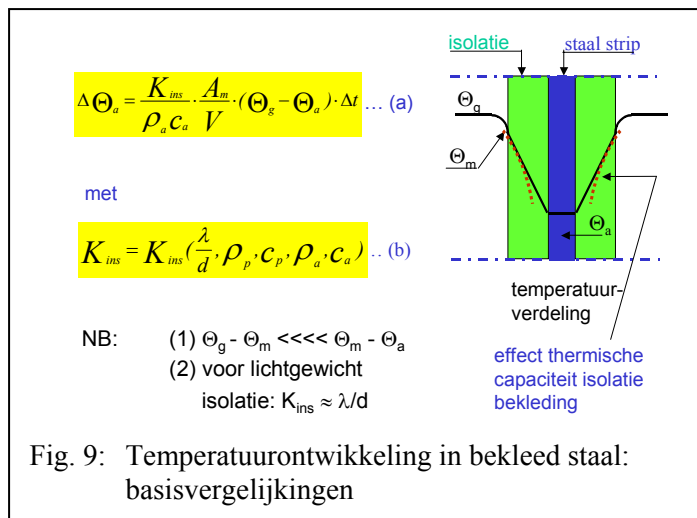 isolatie
staal strip
ΔΘa = Kins / ρa ca · Am / V · (Θg − Θa) · Δt ... (a)
Θg
Θm
met
Kins = Kins (λ/d, ρp, cp, ρa, ca) .. (b)
Θa
temperatuur-
verdeling
NB: (1) Θg - Θm <<<< Θm - Θa
(2) voor lichtgewicht
isolatie: Kins ≈ λ/d
effect thermische
capaciteit isolatie
bekleding
Fig. 9: Temperatuurontwikkeling in bekleed staal:
basisvergelijkingen